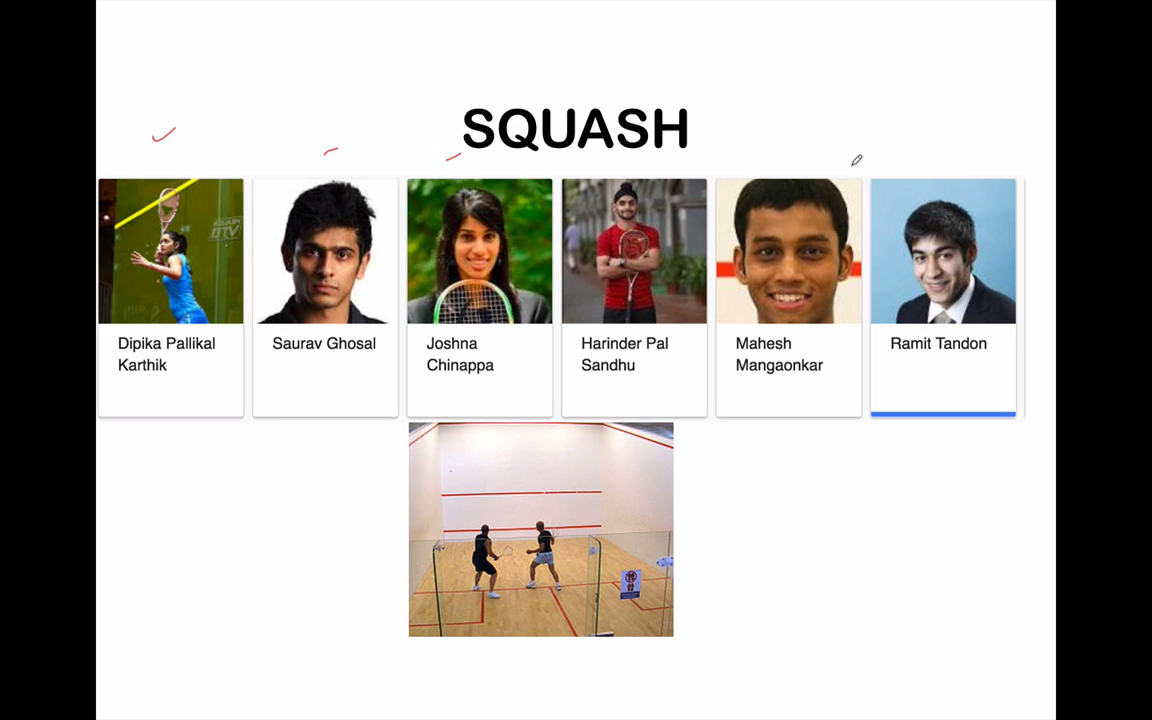 SQUASH
Dipika Pallikal
Karthik
Saurav Ghosal
Joshna
Chinappa
Harinder Pal
Sandhu
Mahesh
Mangaonkar
Ramit Tandon